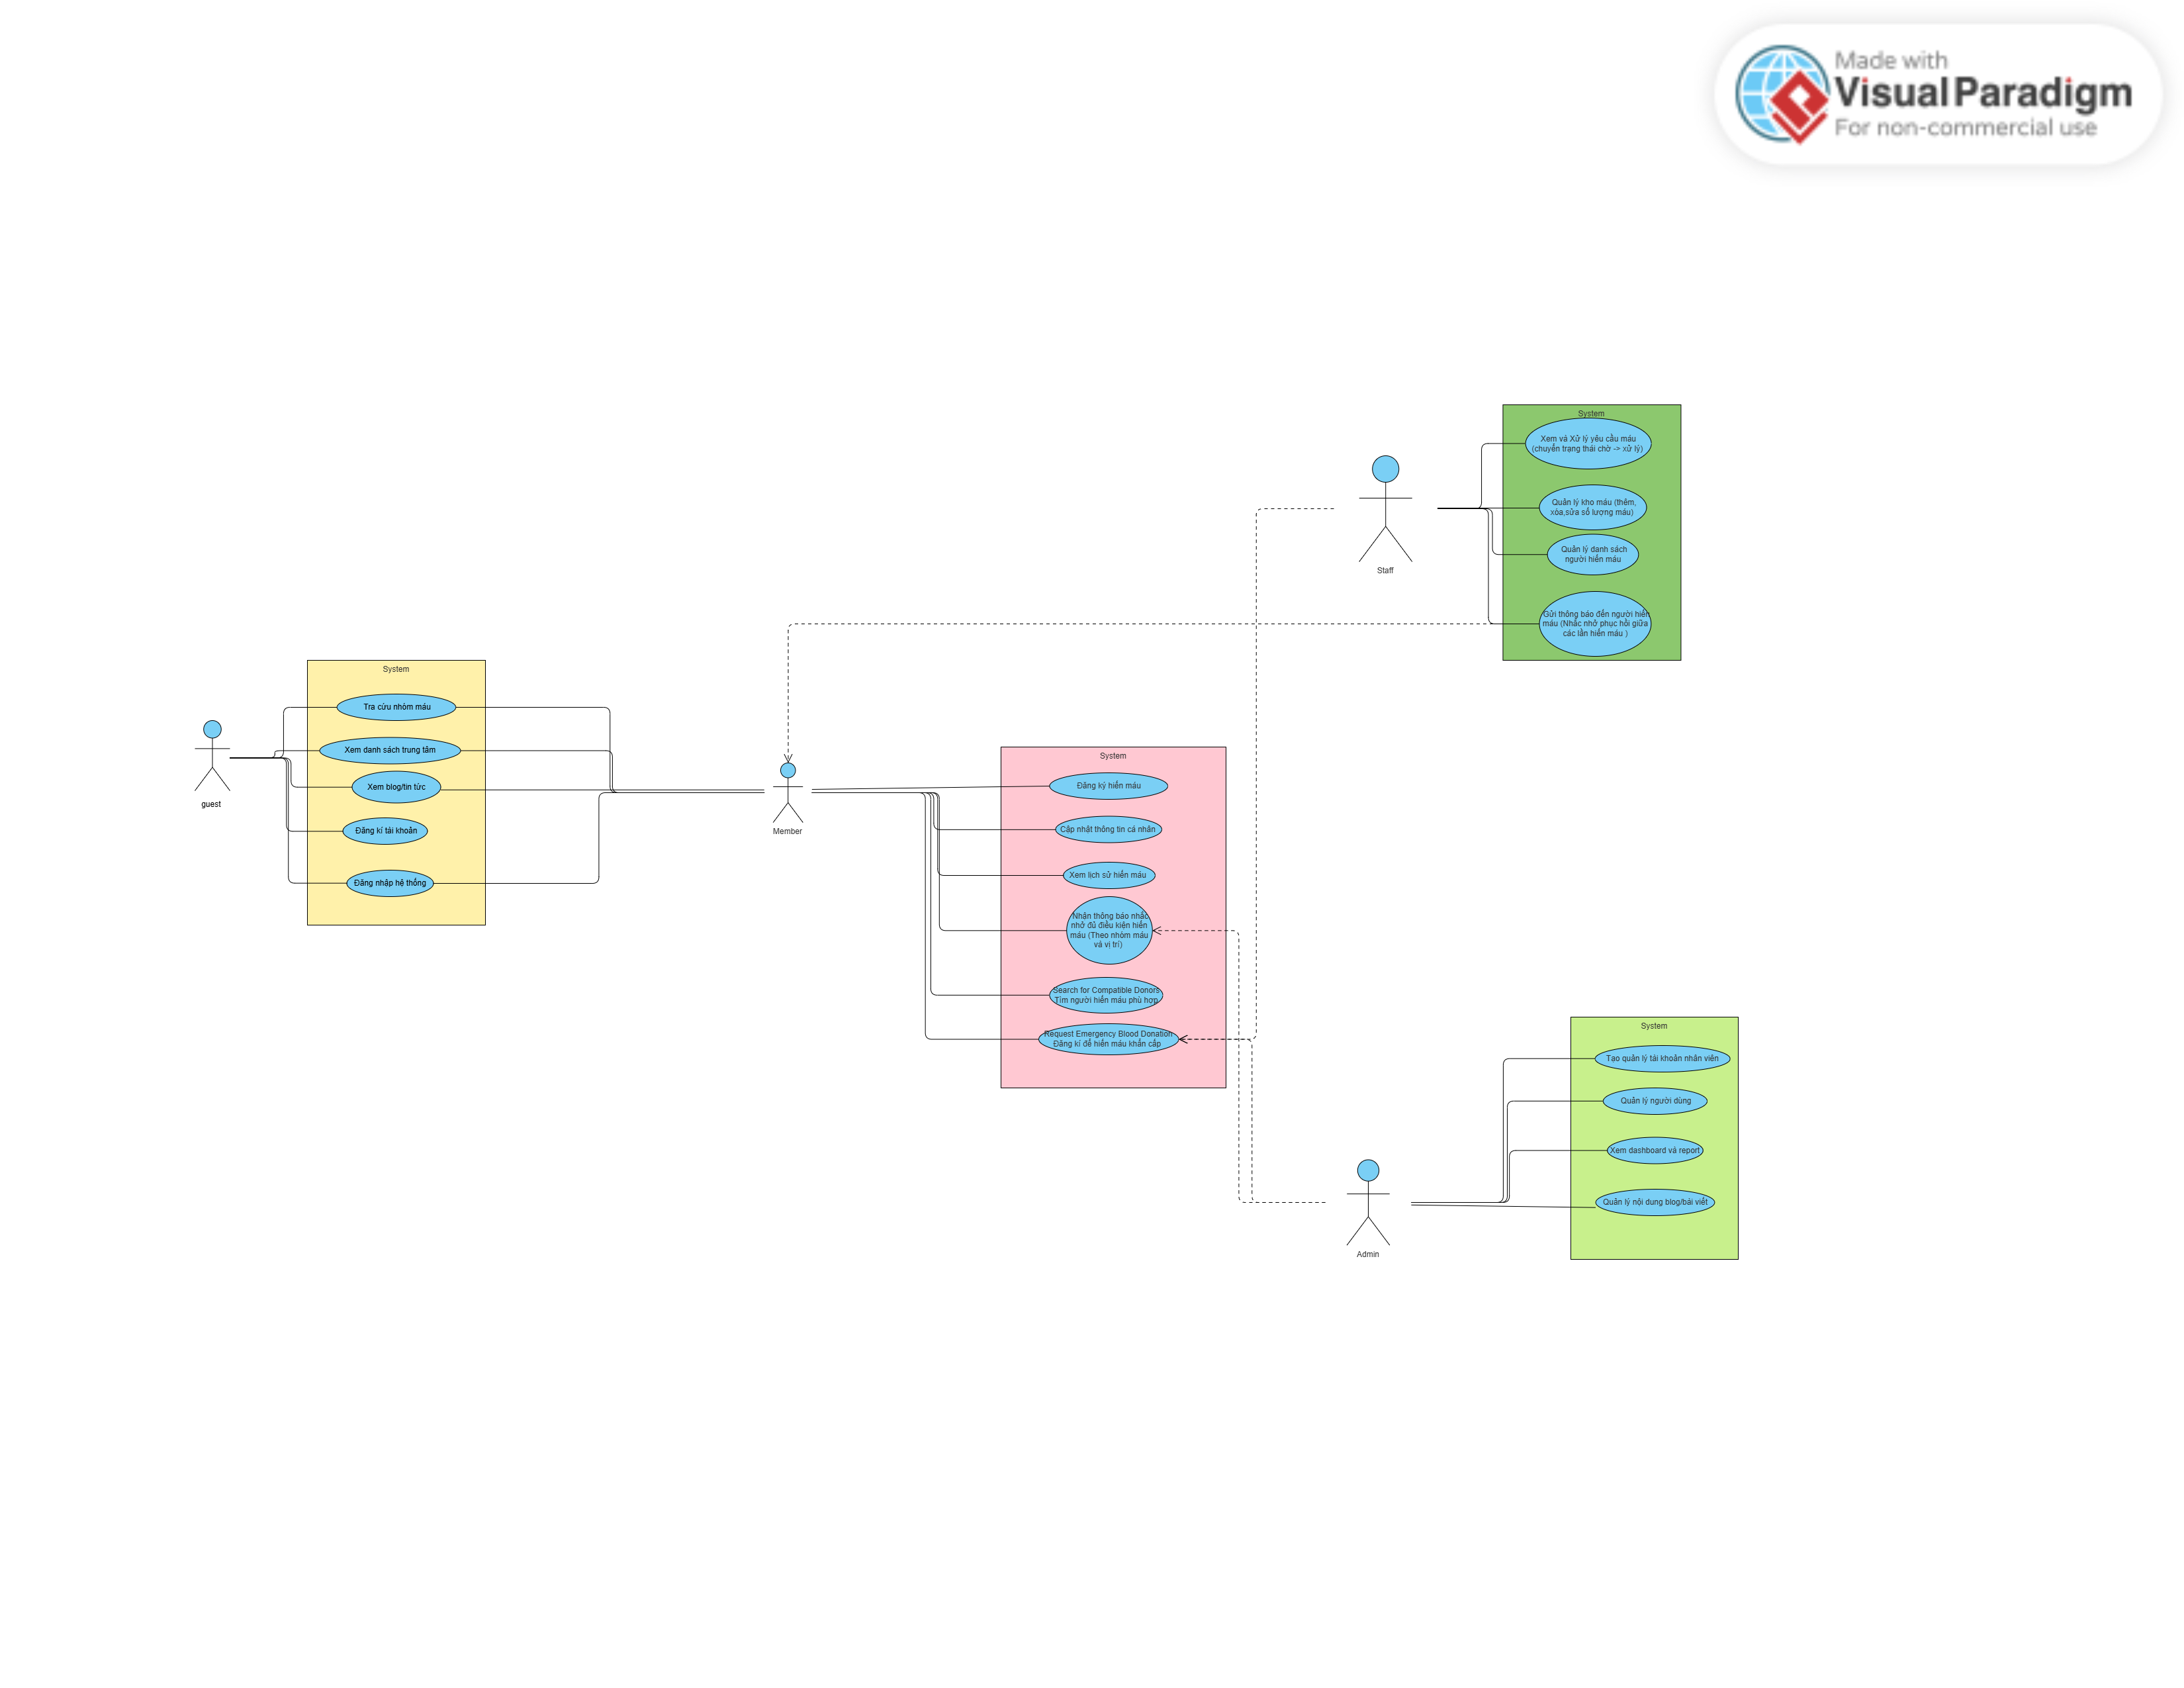 Made with
Visual Paradigm
For non-commercial use
System
Xem và Xử lý yêu cầu máu
(chuyển trạng thái chờ -> xử lý)
Quản lý kho máu (thêm,
xóa,sửa số lượng máu)
Quản lý danh sách
người hiến máu
Gửi thông báo đến người hiến
máu (Nhắc nhở phục hồi giữa
các lần hiến máu )
Staff
System
Tra cứu nhóm máu
Xem danh sách trung tâm
Xem blog/tin tức
Đăng kí tài khoản
Đăng nhập hệ thống
guest
Member
System
Đăng ký hiến máu
Cập nhật thông tin cá nhân
Xem lịch sử hiến máu
Nhận thông báo nhắc
nhở đủ điều kiện hiến
máu (Theo nhóm máu
và vị trí)
Search for Compatible Donors
Tìm người hiến máu phù hợp
Request Emergency Blood Donation
Đăng kí để hiến máu khẩn cấp
System
Tạo quản lý tài khoản nhân viên
Quản lý người dùng
Xem dashboard và report
Quản lý nội dung blog/bài viết
Admin